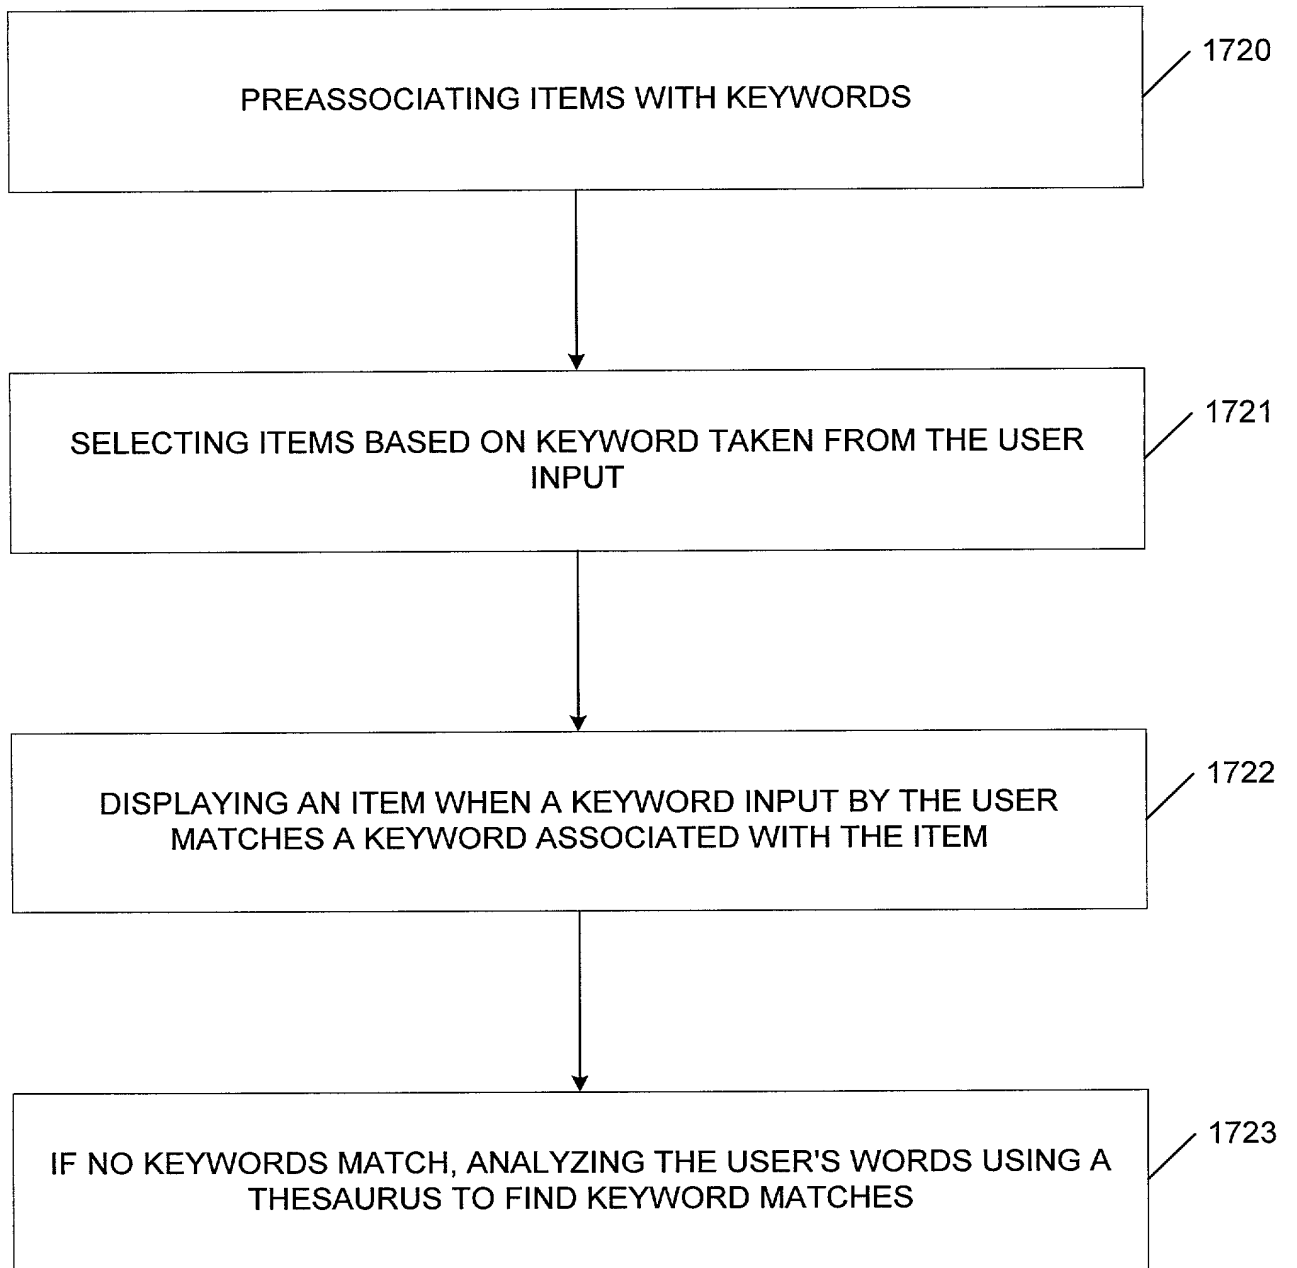 PREASSOCIATING ITEMS WITH KEYWORDS
1720
SELECTING ITEMS BASED ON KEYWORD TAKEN FROM THE USER
INPUT
1721
DISPLAYING AN ITEM WHEN A KEYWORD INPUT BY THE USER
MATCHES A KEYWORD ASSOCIATED WITH THE ITEM
1722
IF NO KEYWORDS MATCH, ANALYZING THE USER'S WORDS USING A
THESAURUS TO FIND KEYWORD MATCHES
1723